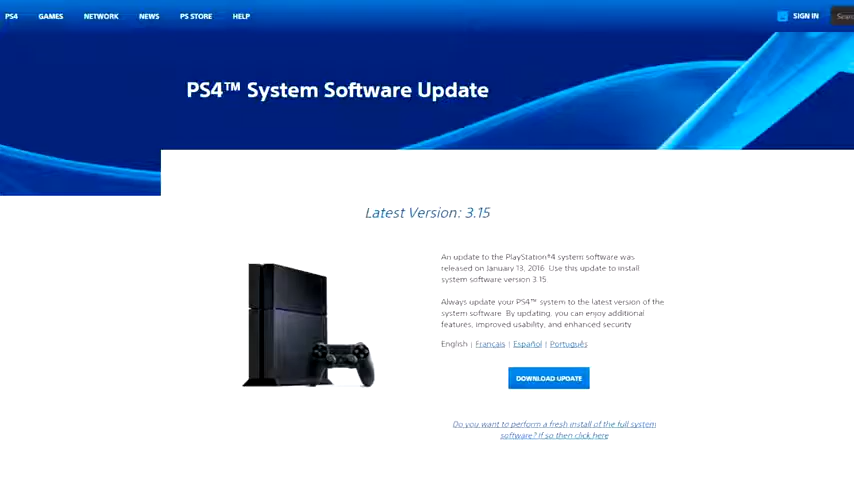 PS4 GAMES NETWORK NEWS PS STORE HELP SIGN IN
PS4™ System Software Update
Latest Version: 3.15
An update to the PlayStation®4 system software was
released on January 13, 2016. Use this update to install
system software version 3.15
Always update your PS4™ system to the latest version of the
system software. By updating, you can enjoy additional
features, improved usability, and enhanced security
English | Français | Español | Português
DOWNLOAD UPDATE
Do you want to perform a fresh install of the full system
software? If so then click here